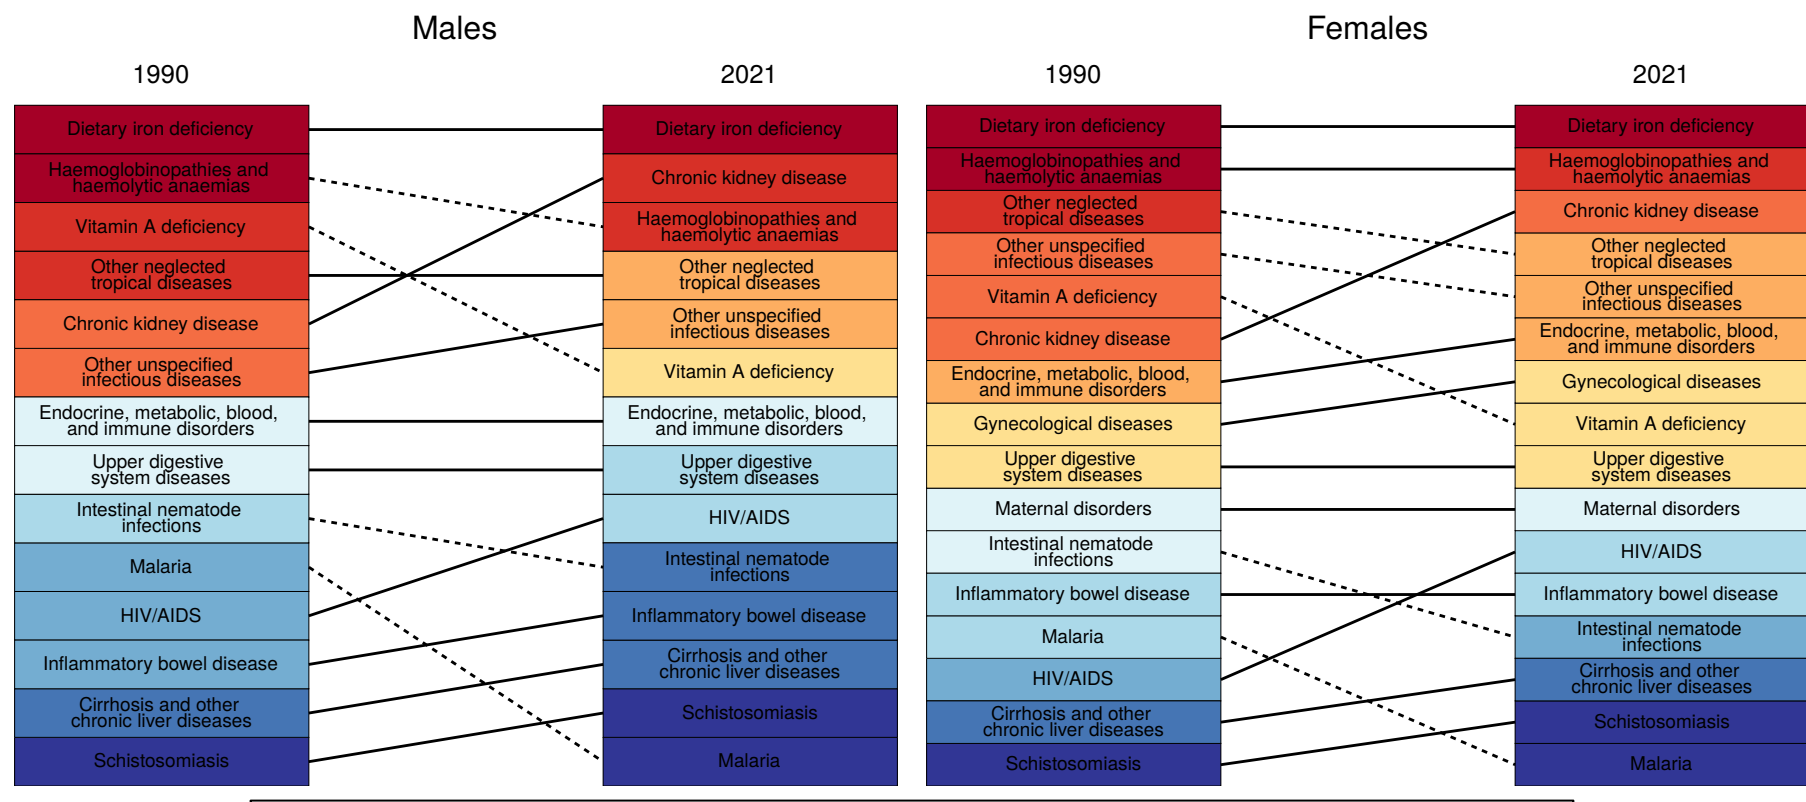 Males
1990
2021
Dietary iron deficiency
Haemoglobinopathies and
haemolytic anaemias
Vitamin A deficiency
Other neglected
tropical diseases
Chronic kidney disease
Other unspecified
infectious diseases
Endocrine, metabolic, blood,
and immune disorders
Upper digestive
system diseases
Intestinal nematode
infections
Malaria
HIV/AIDS
Inflammatory bowel disease
Cirrhosis and other
chronic liver diseases
Schistosomiasis
Dietary iron deficiency
Chronic kidney disease
Haemoglobinopathies and
haemolytic anaemias
Other neglected
tropical diseases
Other unspecified
infectious diseases
Vitamin A deficiency
Endocrine, metabolic, blood,
and immune disorders
Upper digestive
system diseases
HIV/AIDS
Intestinal nematode
infections
Inflammatory bowel disease
Cirrhosis and other
chronic liver diseases
Schistosomiasis
Malaria
Females
1990
2021
Dietary iron deficiency
Haemoglobinopathies and
haemolytic anaemias
Other neglected
tropical diseases
Other unspecified
infectious diseases
Vitamin A deficiency
Chronic kidney disease
Endocrine, metabolic, blood,
and immune disorders
Gynecological diseases
Upper digestive
system diseases
Maternal disorders
Intestinal nematode
infections
Inflammatory bowel disease
Malaria
HIV/AIDS
Cirrhosis and other
chronic liver diseases
Schistosomiasis
Dietary iron deficiency
Haemoglobinopathies and
haemolytic anaemias
Chronic kidney disease
Other neglected
tropical diseases
Other unspecified
infectious diseases
Endocrine, metabolic, blood,
and immune disorders
Gynecological diseases
Vitamin A deficiency
Upper digestive
system diseases
Maternal disorders
HIV/AIDS
Inflammatory bowel disease
Intestinal nematode
infections
Cirrhosis and other
chronic liver diseases
Schistosomiasis
Malaria